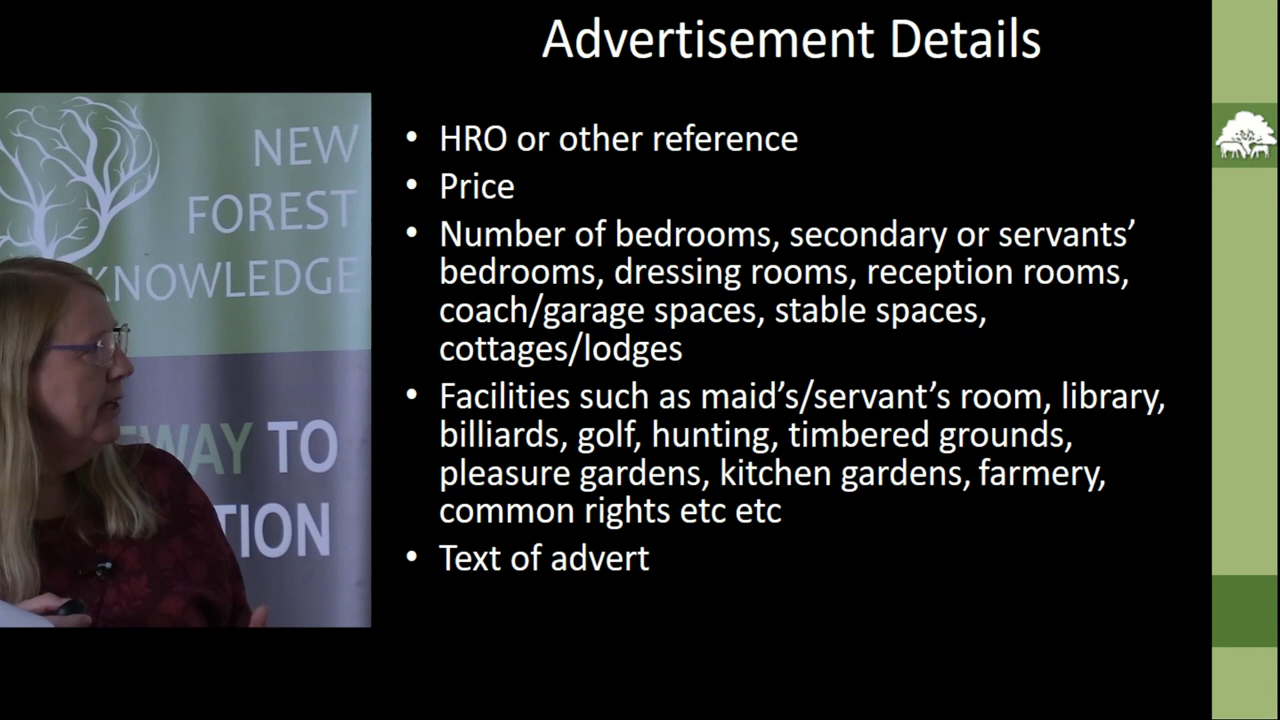 Advertisement Details
NEW
FOREST
KNOWLEDGE
TO
• HRO or other reference
• Price
• Number of bedrooms, secondary or servants’
bedrooms, dressing rooms, reception rooms,
coach/garage spaces, stable spaces,
cottages/lodges
• Facilities such as maid’s/servant’s room, library,
billiards, golf, hunting, timbered grounds,
pleasure gardens, kitchen gardens, farmery,
common rights etc etc
• Text of advert